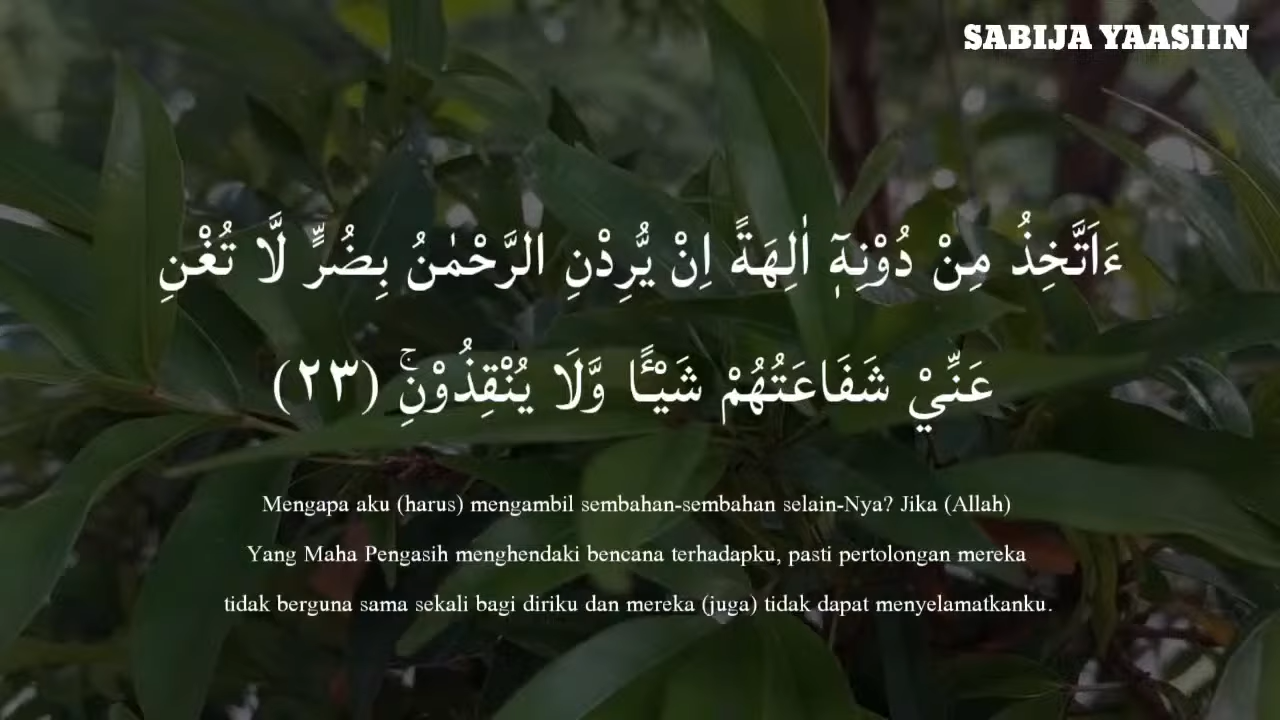 SABIJA YAASIIN
ءَاَتَّخِذُ مِنْ دُوْنِهٖٓ اٰلِهَةً اِنْ يُّرِدْنِ الرَّحْمٰنُ بِضُرٍّ لَّا تُغْنِ
عَنِّيْ شَفَاعَتُهُمْ شَيْـًٔا وَّلَا يُنْقِذُوْنِۚ (٢٣)
Mengapa aku (harus) mengambil sembahan-sembahan selain-Nya? Jika (Allah)
Yang Maha Pengasih menghendaki bencana terhadapku, pasti pertolongan mereka
tidak berguna sama sekali bagi diriku dan mereka (juga) tidak dapat menyelamatkanku.